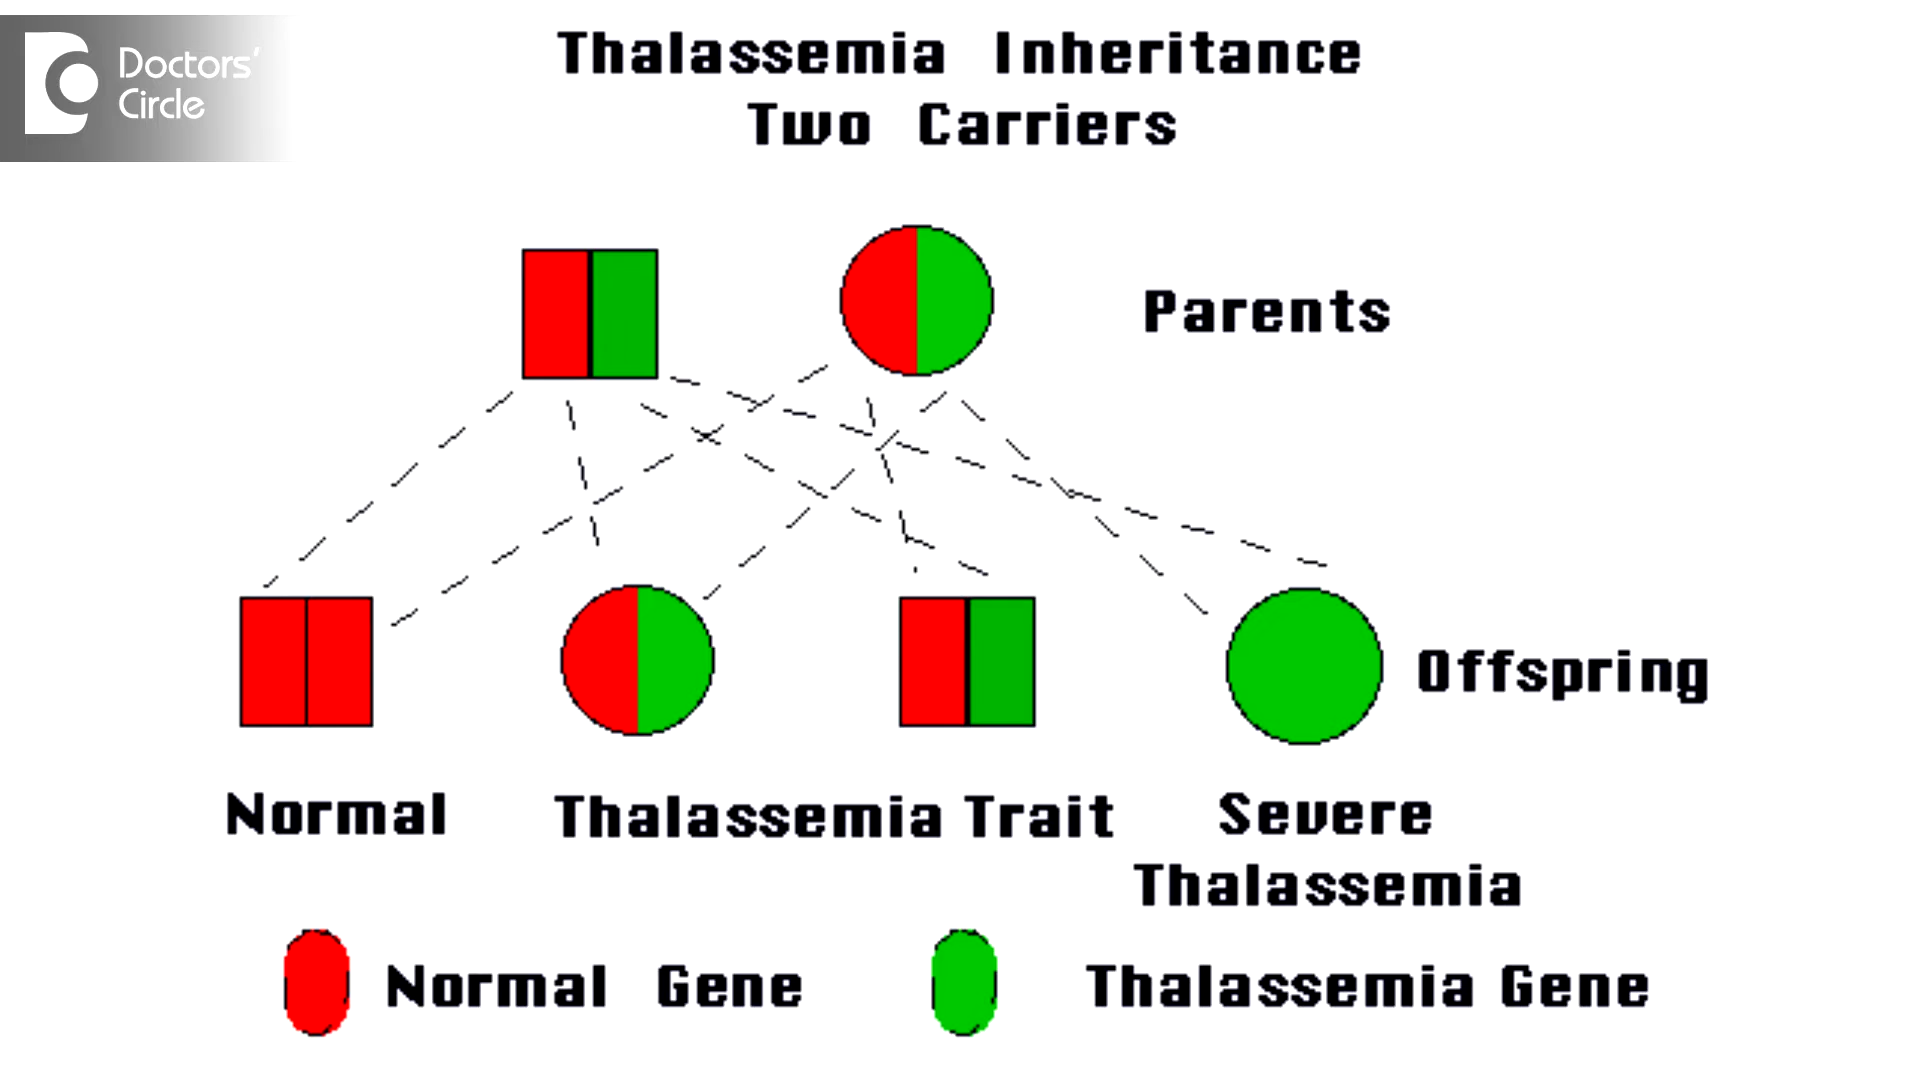 Doctors'
Circle
Thalassemia Inheritance
Two Carriers
Parents
Offspring
Normal
Thalassemia Trait
Severe
Thalassemia
Normal Gene
Thalassemia Gene